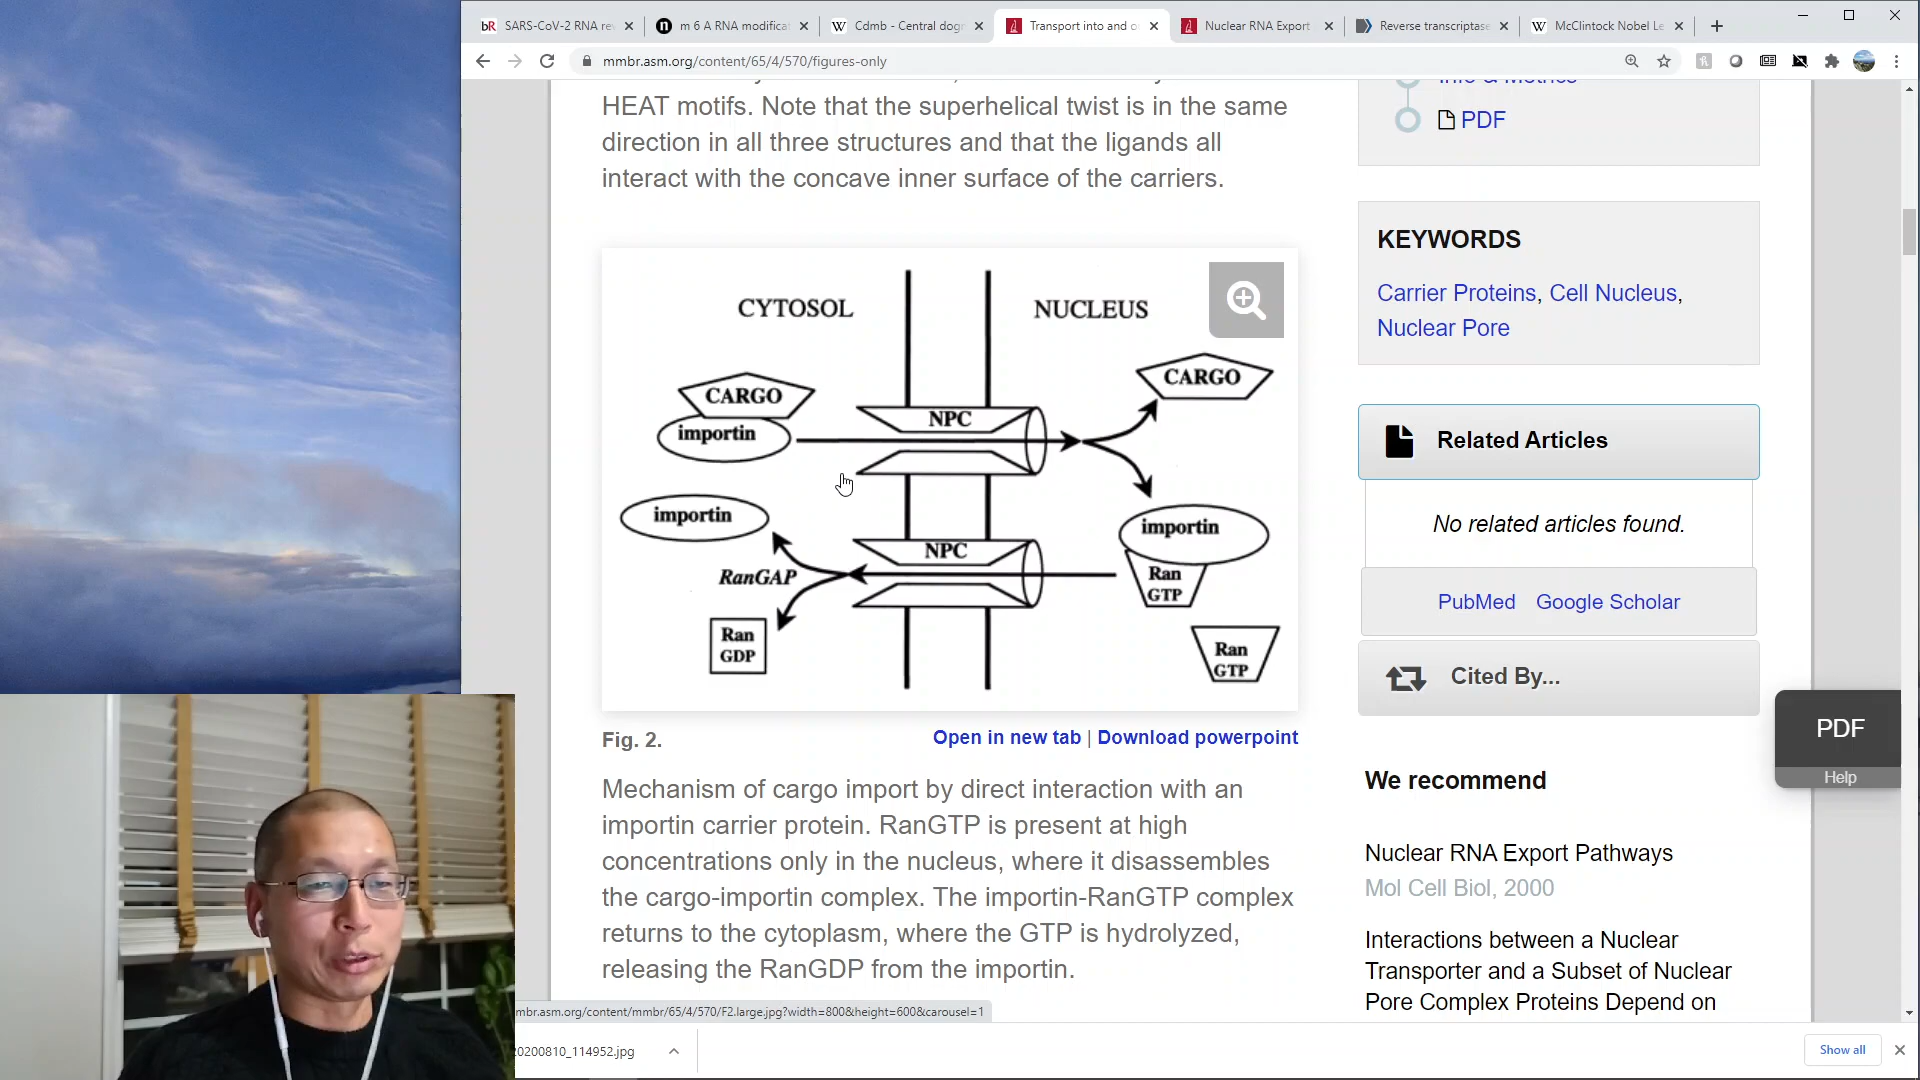 SARS-CoV-2 RNA re
m 6 A RNA modifica
Cdmb - Central dog
Transport into and o
Nuclear RNA Export
Reverse transcriptase
McClintock Nobel Le
mmbr.asm.org/content/65/4/570/figures-only
HEAT motifs. Note that the superhelical twist is in the same
direction in all three structures and that the ligands all
interact with the concave inner surface of the carriers.
CYTOSOL
NUCLEUS
CARGO
importin
NPC
CARGO
importin
NPC
importin
RanGAP
Ran
GTP
Ran
GDP
Ran
GTP
Fig. 2.
Open in new tab | Download powerpoint
Mechanism of cargo import by direct interaction with an
importin carrier protein. RanGTP is present at high
concentrations only in the nucleus, where it disassembles
the cargo-importin complex. The importin-RanGTP complex
returns to the cytoplasm, where the GTP is hydrolyzed,
releasing the RanGDP from the importin.
Info & Metrics
PDF
KEYWORDS
Carrier Proteins, Cell Nucleus,
Nuclear Pore
Related Articles
No related articles found.
PubMed Google Scholar
Cited By...
PDF
Help
We recommend
Nuclear RNA Export Pathways
Mol Cell Biol, 2000
Interactions between a Nuclear
Transporter and a Subset of Nuclear
Pore Complex Proteins Depend on
mbr.asm.org/content/mmbr/65/4/570/F2.large.jpg?width=800&height=600&carousel=1
20200810_114952.jpg
Show all